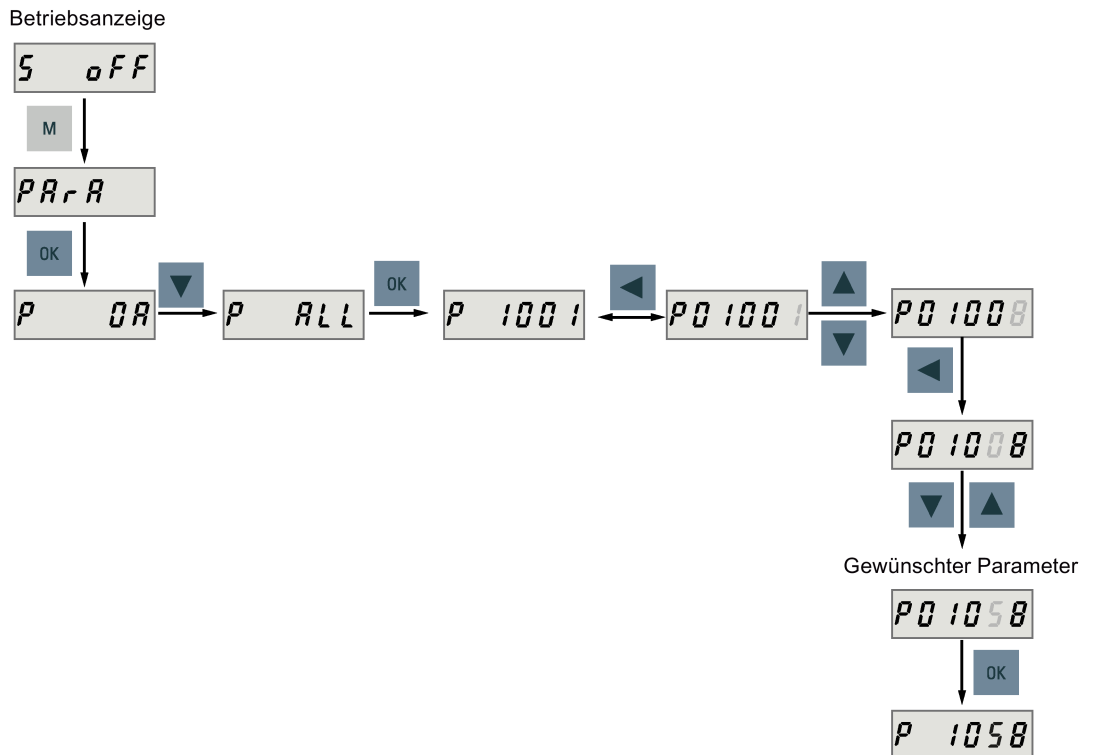 Betriebsanzeige
S oFF
M
PArA
OK
P 0A
P ALL
OK
P 1001
P01001
P01008
P01008
Gewünschter Parameter
P01058
OK
P 1058